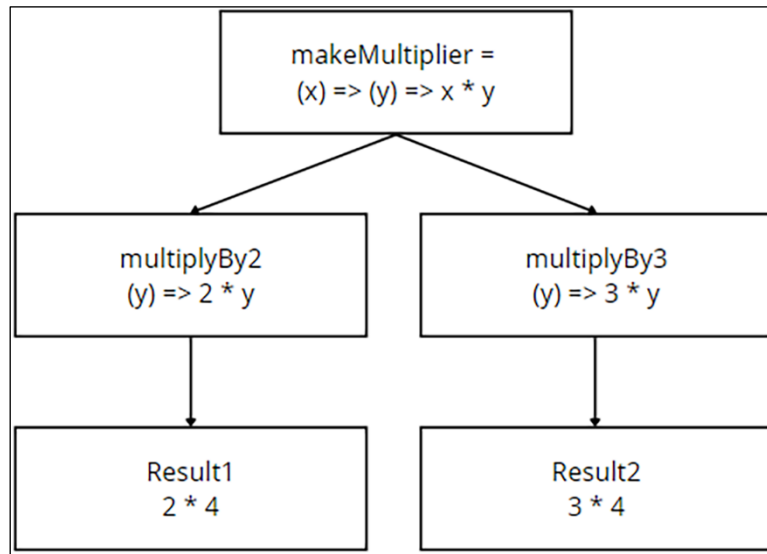 makeMultiplier =
(x) => (y) => x * y
multiplyBy2
(y) => 2 * y
multiplyBy3
(y) => 3 * y
Result1
2 * 4
Result2
3 * 4